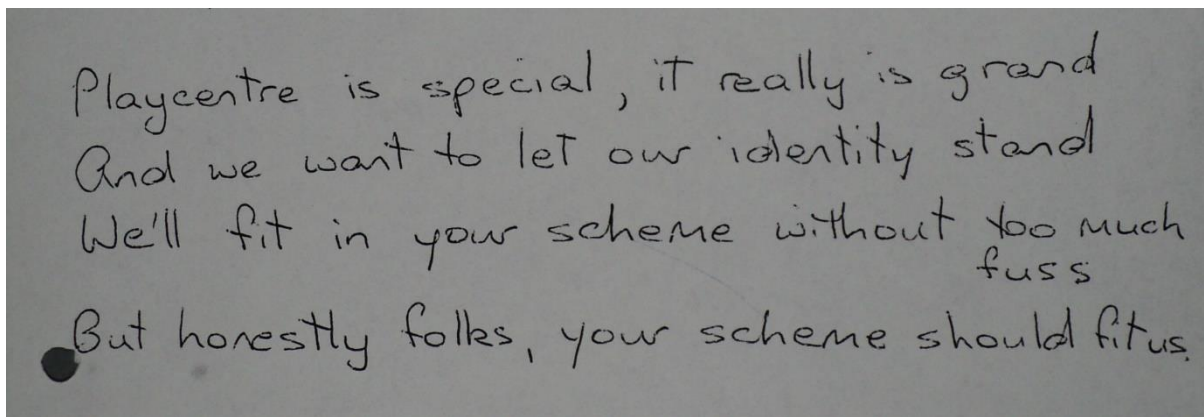 Playcentre is special, it really is grand
And we want to let our identity stand
We'll fit in your scheme without too much
fuss
But honestly folks, your scheme should fit us.